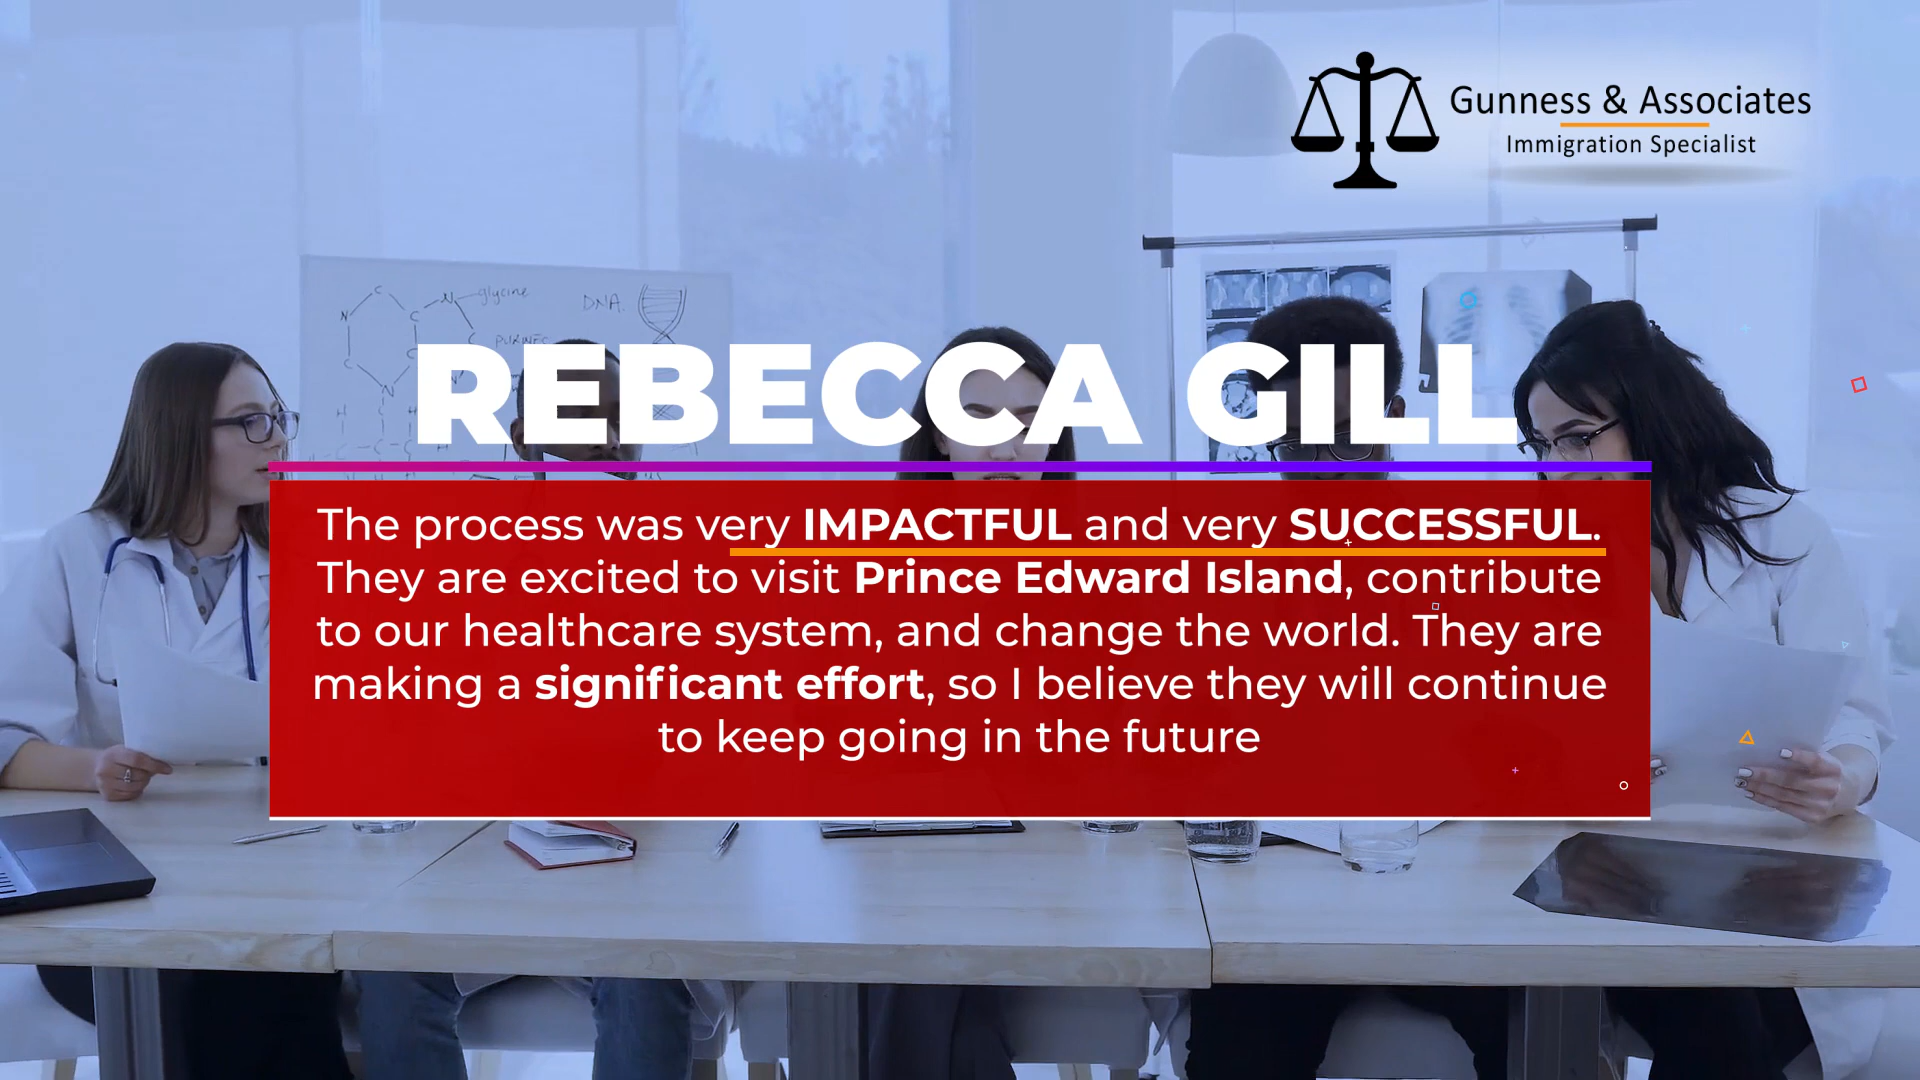 Gunness & Associates
Immigration Specialist
glycine
DNA
REBECCA GILL
The process was very IMPACTFUL and very SUCCESSFUL.
They are excited to visit Prince Edward Island, contribute
to our healthcare system, and change the world. They are
making a significant effort, so I believe they will continue
to keep going in the future